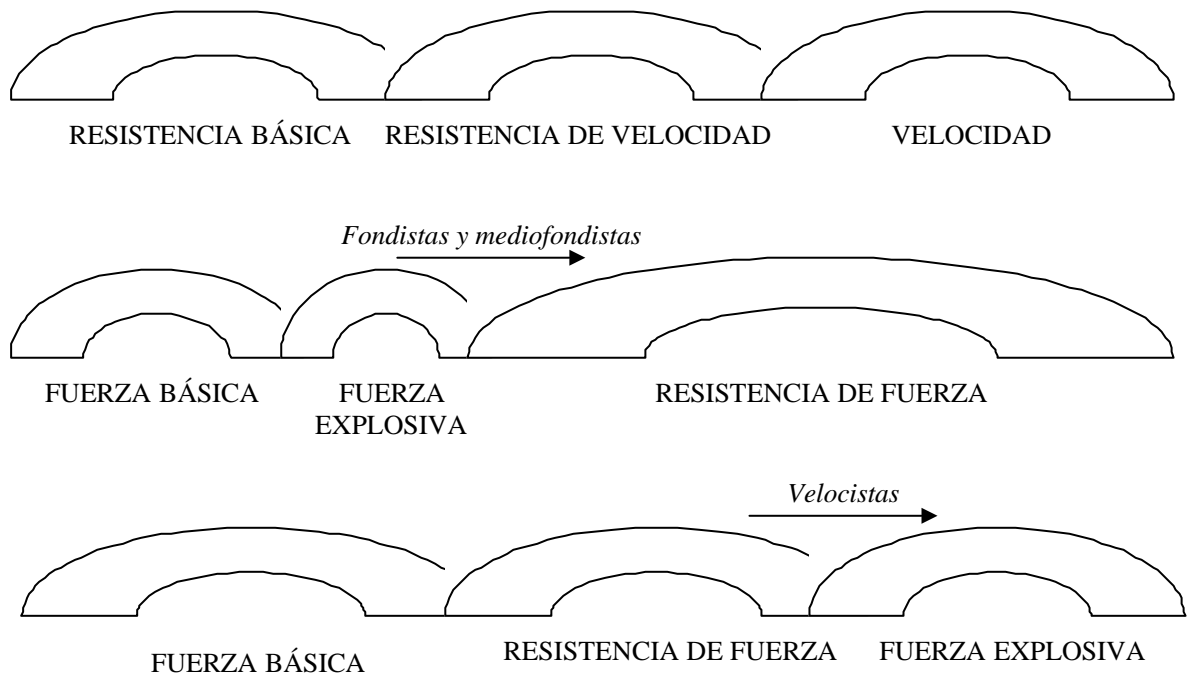 RESISTENCIA BÁSICA RESISTENCIA DE VELOCIDAD VELOCIDAD
Fondistas y mediofondistas
FUERZA BÁSICA FUERZA RESISTENCIA DE FUERZA
EXPLOSIVA
Velocistas
FUERZA BÁSICA RESISTENCIA DE FUERZA FUERZA EXPLOSIVA